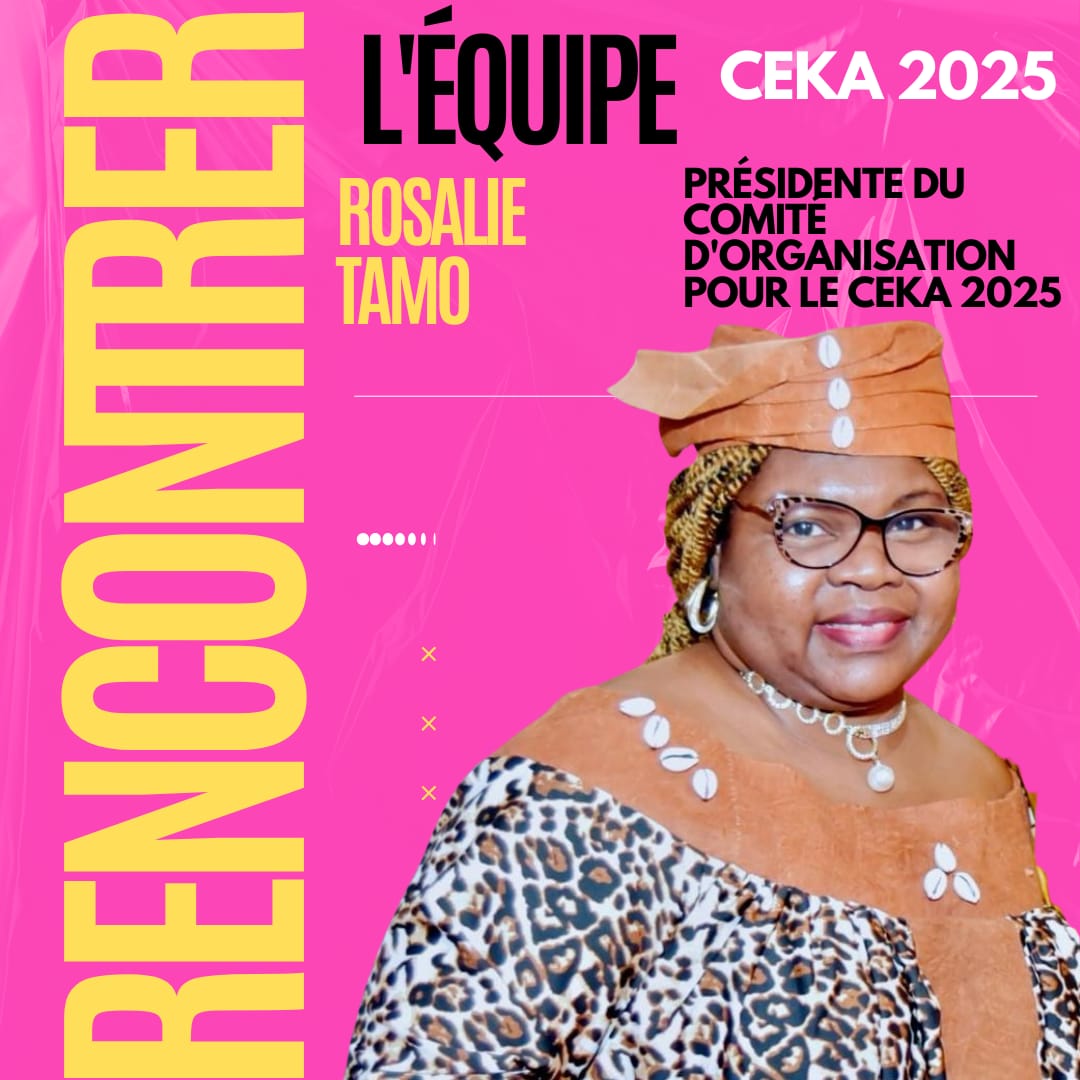 RENCONTRER
L'ÉQUIPE
CEKA 2025
ROSALIE
TAMO
PRÉSIDENTE DU
COMITÉ
D'ORGANISATION
POUR LE CEKA 2025